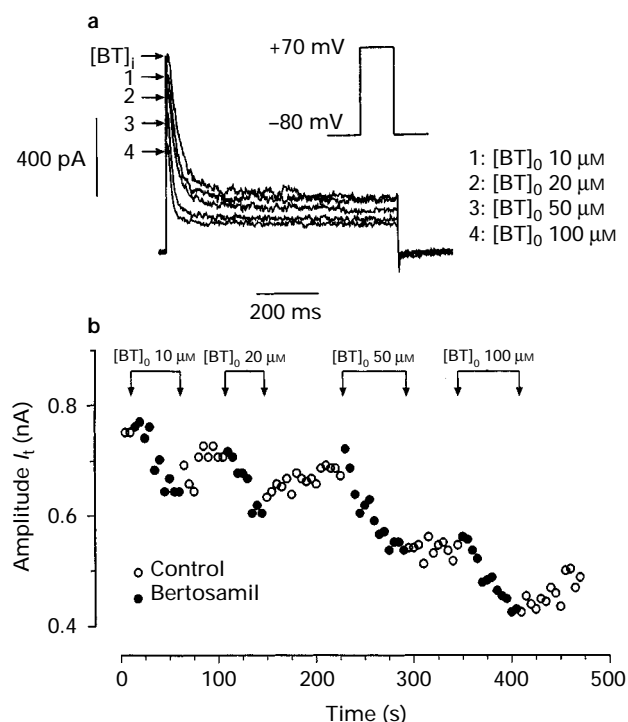 a
[BT]i
1
2
3
4
400 pA
+70 mV
–80 mV
1: [BT]0 10 µM
2: [BT]0 20 µM
3: [BT]0 50 µM
4: [BT]0 100 µM
200 ms
b
[BT]0 10 µM [BT]0 20 µM [BT]0 50 µM [BT]0 100 µM
Amplitude It (nA)
0.8
0.6
0.4
Control
Bertosamil
0 100 200 300 400 500
Time (s)